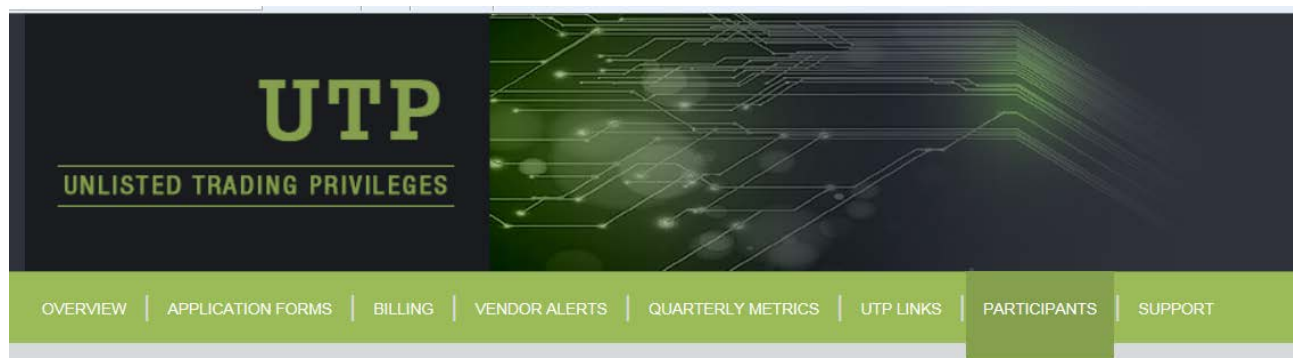 UTP
UNLISTED TRADING PRIVILEGES
OVERVIEW | APPLICATION FORMS | BILLING | VENDOR ALERTS | QUARTERLY METRICS | UTP LINKS | PARTICIPANTS | SUPPORT